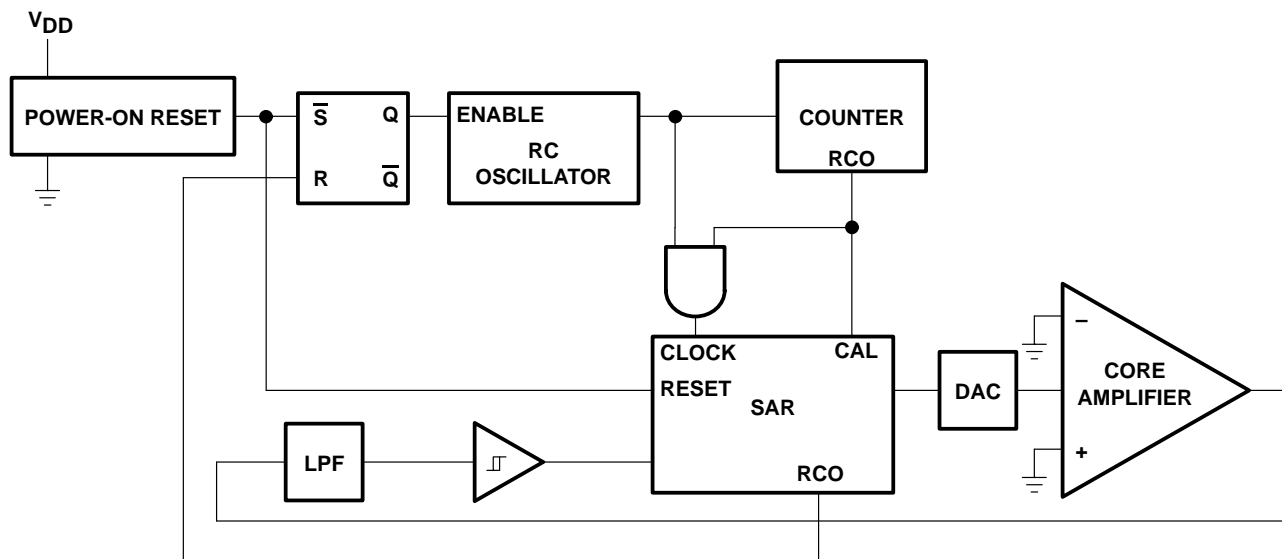 VDD
POWER-ON RESET
S̅
Q
R
Q̅
ENABLE
RC
OSCILLATOR
COUNTER
RCO
CLOCK
CAL
RESET
SAR
RCO
DAC
−
CORE
AMPLIFIER
+
LPF